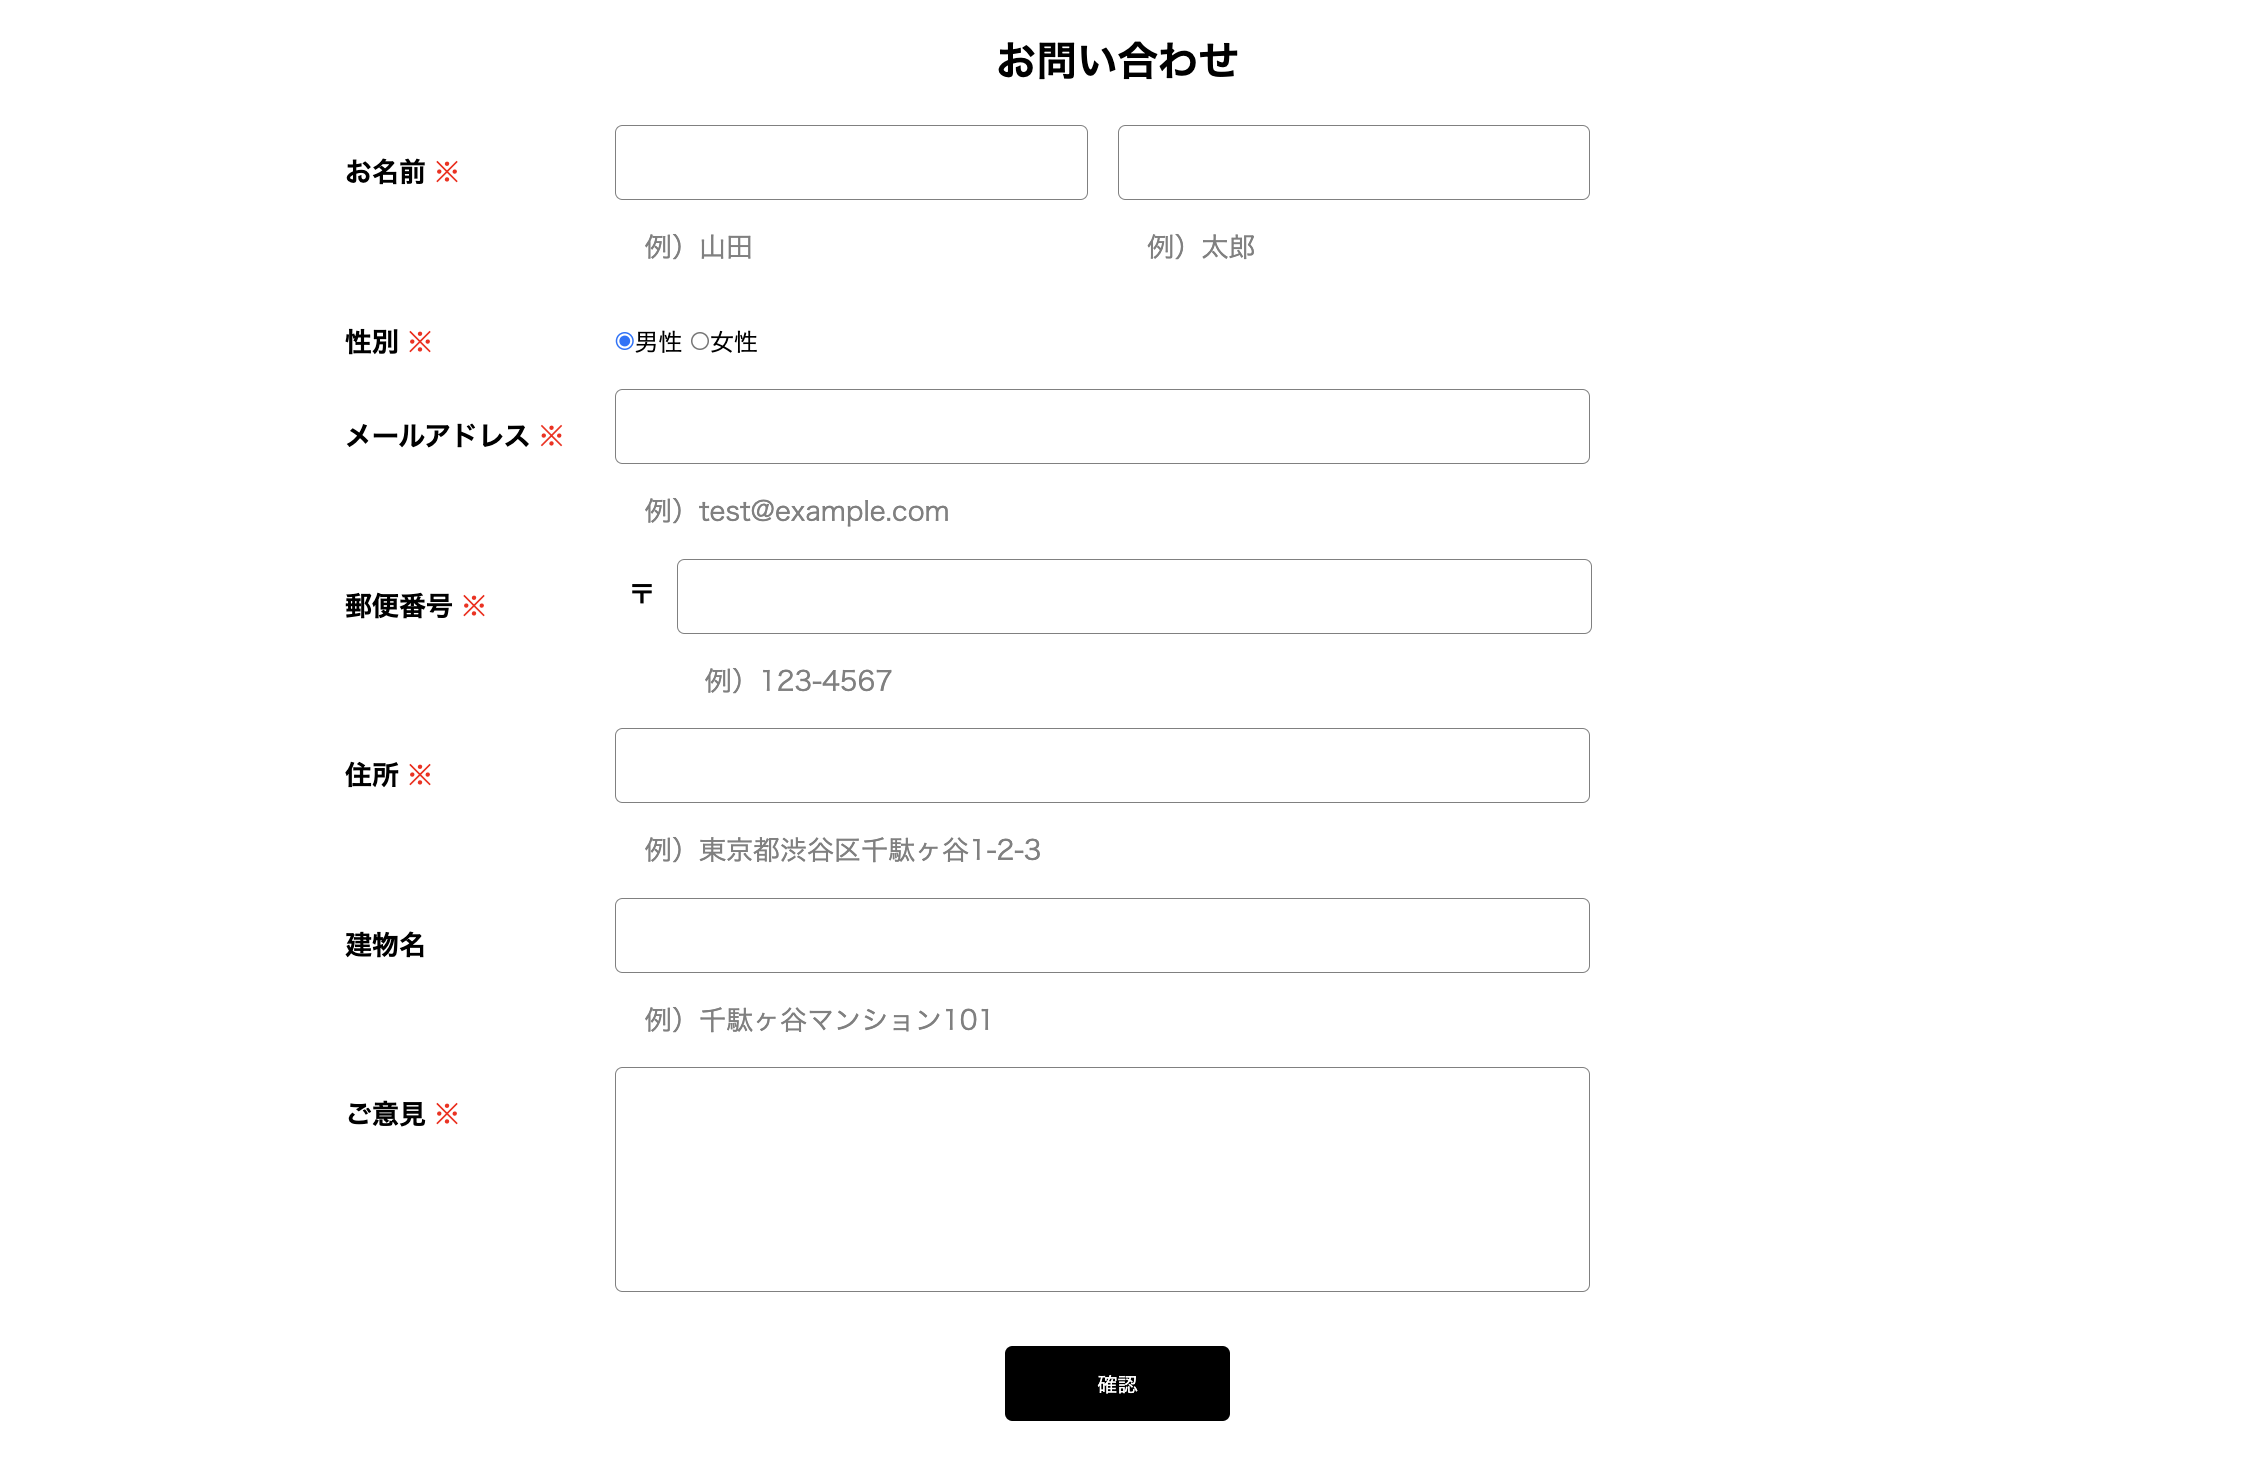 お問い合わせ
お名前 ※
例）山田 例）太郎
性別 ※ 男性 女性
メールアドレス ※
例）test@example.com
郵便番号 ※ 〒
例）123-4567
住所 ※
例）東京都渋谷区千駄ヶ谷1-2-3
建物名
例）千駄ヶ谷マンション101
ご意見 ※
確認